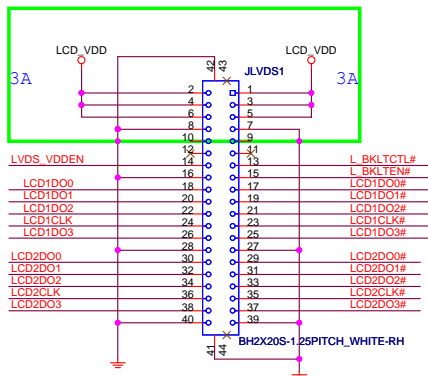 42 43
JLVDS1
LCD_VDD LCD_VDD
3A 3A
2 1
4 3
6 5
8 7
10 9
12 11
LVDS_VDDEN 14 13 L_BKLTCTL#
16 15 L_BKLTEN#
LCD1DO0 18 17 LCD1DO0#
LCD1DO1 20 19 LCD1DO1#
LCD1DO2 22 21 LCD1DO2#
LCD1CLK 24 23 LCD1CLK#
LCD1DO3 26 25 LCD1DO3#
28 27
LCD2DO0 30 29 LCD2DO0#
LCD2DO1 32 31 LCD2DO1#
LCD2DO2 34 33 LCD2DO2#
LCD2CLK 36 35 LCD2CLK#
LCD2DO3 38 37 LCD2DO3#
40 39
41 44
BH2X20S-1.25PITCH_WHITE-RH